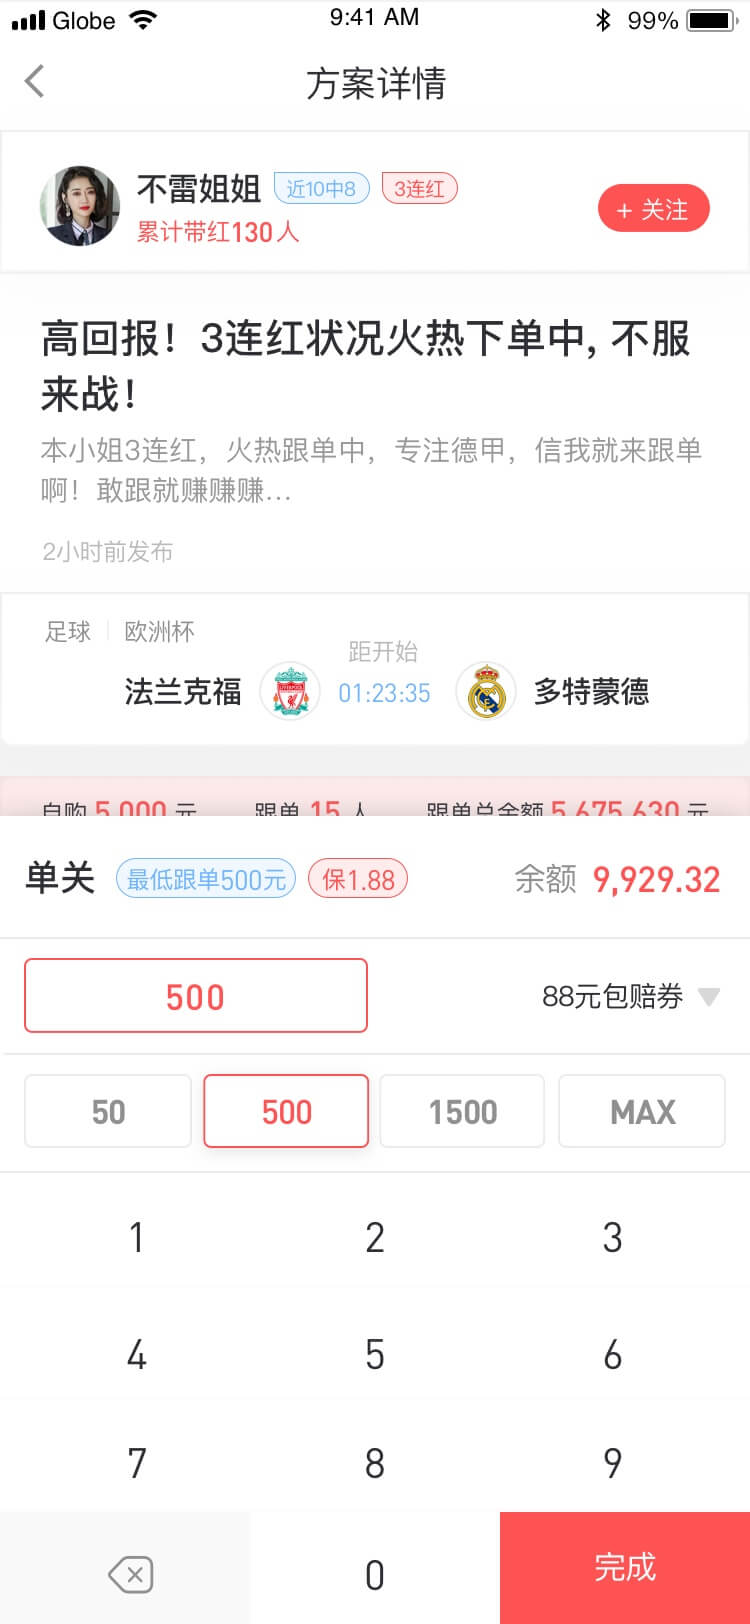 Globe
9:41 AM
99%
方案详情
不雷姐姐 近10中8 3连红
累计带红130人
+ 关注
高回报！3连红状况火热下单中, 不服
来战！
本小姐3连红，火热跟单中，专注德甲，信我就来跟单
啊！敢跟就赚赚赚...
2小时前发布
足球 欧洲杯
距开始
法兰克福 01:23:35 多特蒙德
自购 5,000 元 跟单 15 人 跟单总金额 5,675,630 元
单关 最低跟单500元 保1.88 余额 9,929.32
500 88元包赔券
50 500 1500 MAX
1 2 3
4 5 6
7 8 9
0 完成